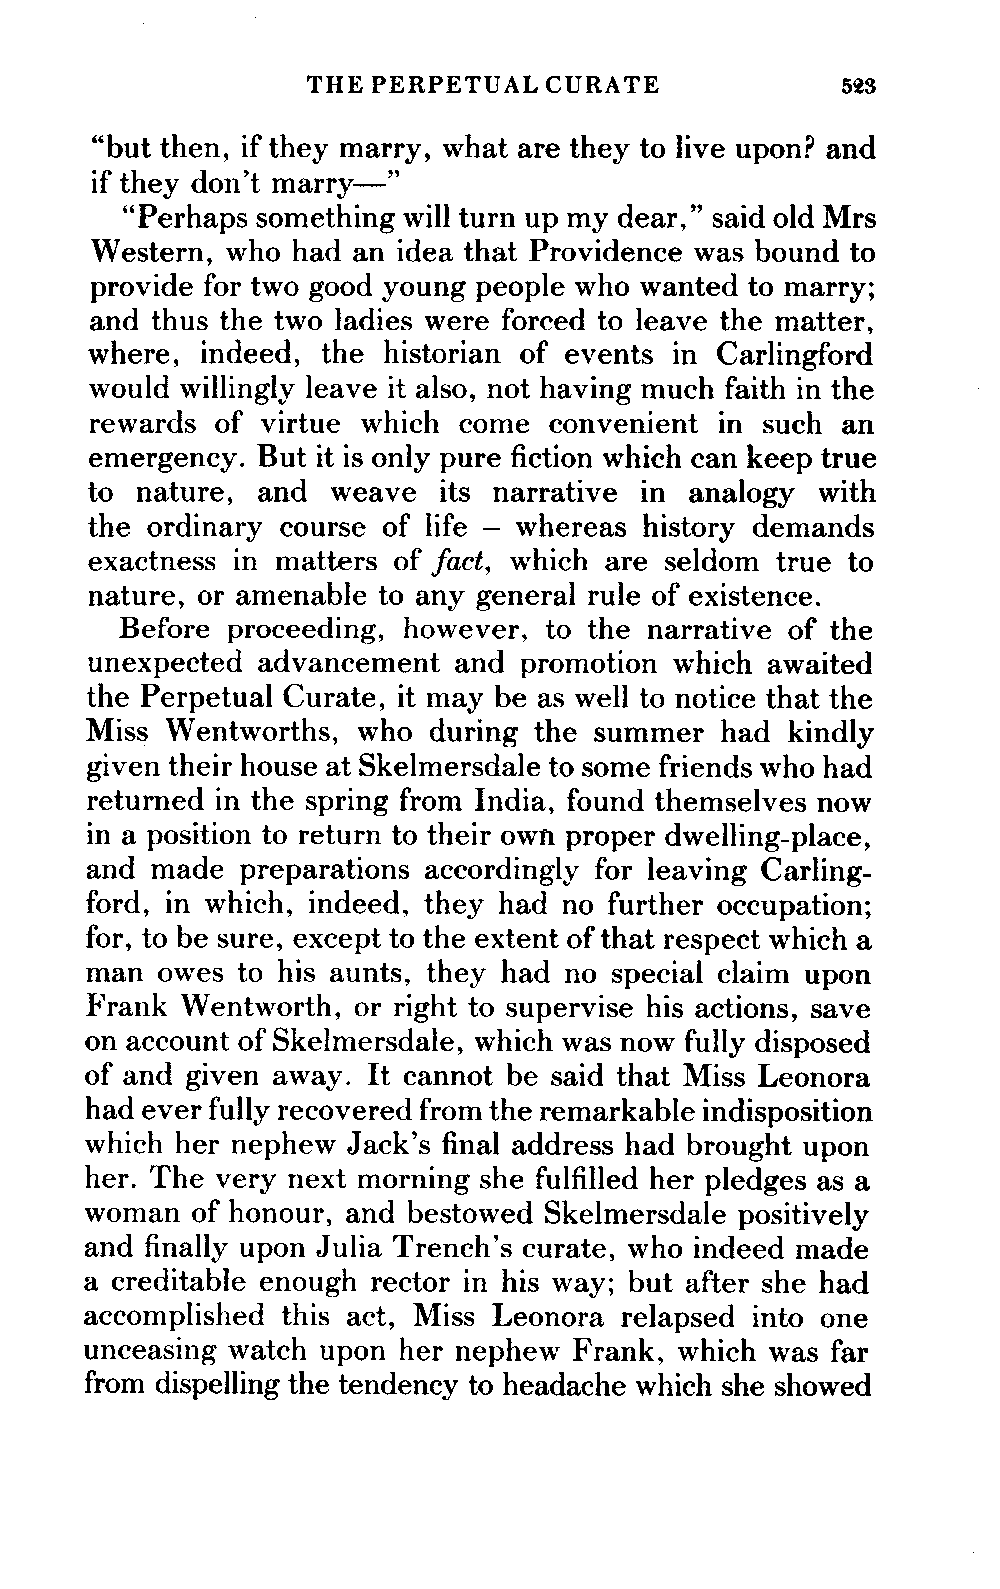 THE PERPETUAL CURATE 523
“but then, if they marry, what are they to live upon? and
if they don’t marry—”
“Perhaps something will turn up my dear,” said old Mrs
Western, who had an idea that Providence was bound to
provide for two good young people who wanted to marry;
and thus the two ladies were forced to leave the matter,
where, indeed, the historian of events in Carlingford
would willingly leave it also, not having much faith in the
rewards of virtue which come convenient in such an
emergency. But it is only pure fiction which can keep true
to nature, and weave its narrative in analogy with
the ordinary course of life – whereas history demands
exactness in matters of fact, which are seldom true to
nature, or amenable to any general rule of existence.
Before proceeding, however, to the narrative of the
unexpected advancement and promotion which awaited
the Perpetual Curate, it may be as well to notice that the
Miss Wentworths, who during the summer had kindly
given their house at Skelmersdale to some friends who had
returned in the spring from India, found themselves now
in a position to return to their own proper dwelling-place,
and made preparations accordingly for leaving Carling-
ford, in which, indeed, they had no further occupation;
for, to be sure, except to the extent of that respect which a
man owes to his aunts, they had no special claim upon
Frank Wentworth, or right to supervise his actions, save
on account of Skelmersdale, which was now fully disposed
of and given away. It cannot be said that Miss Leonora
had ever fully recovered from the remarkable indisposition
which her nephew Jack’s final address had brought upon
her. The very next morning she fulfilled her pledges as a
woman of honour, and bestowed Skelmersdale positively
and finally upon Julia Trench’s curate, who indeed made
a creditable enough rector in his way; but after she had
accomplished this act, Miss Leonora relapsed into one
unceasing watch upon her nephew Frank, which was far
from dispelling the tendency to headache which she showed